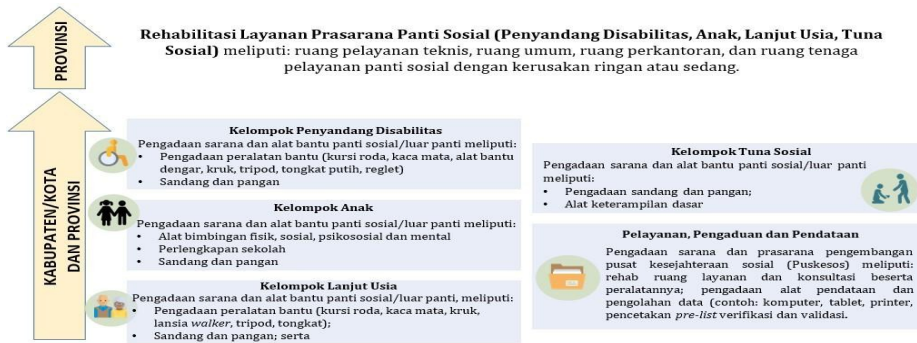 PROVINSI
Rehabilitasi Layanan Prasarana Panti Sosial (Penyandang Disabilitas, Anak, Lanjut Usia, Tuna
Sosial) meliputi: ruang pelayanan teknis, ruang umum, ruang perkantoran, dan ruang tenaga
pelayanan panti sosial dengan kerusakan ringan atau sedang.
KABUPATEN/KOTA
DAN PROVINSI
Kelompok Penyandang Disabilitas
Pengadaan sarana dan alat bantu panti sosial/luar panti meliputi:
• Pengadaan peralatan bantu (kursi roda, kaca mata, alat bantu
dengar, kruk, tripod, tongkat putih, reglet)
• Sandang dan pangan
Kelompok Anak
Pengadaan sarana dan alat bantu panti sosial/luar panti meliputi:
• Alat bimbingan fisik, sosial, psikososial dan mental
• Perlengkapan sekolah
• Sandang dan pangan
Kelompok Lanjut Usia
Pengadaan sarana dan alat bantu panti sosial/luar panti, meliputi:
• Pengadaan peralatan bantu (kursi roda, kaca mata, kruk,
lansia walker, tripod, tongkat);
• Sandang dan pangan; serta
Kelompok Tuna Sosial
Pengadaan sarana dan alat bantu panti sosial/luar panti
meliputi:
• Pengadaan sandang dan pangan;
• Alat keterampilan dasar
Pelayanan, Pengaduan dan Pendataan
Pengadaan sarana dan prasarana pengembangan
pusat kesejahteraan sosial (Puskesos) meliputi:
rehab ruang layanan dan konsultasi beserta
peralatannya; pengadaan alat pendataan dan
pengolahan data (contoh: komputer, tablet, printer,
pencetakan pre-list verifikasi dan validasi.